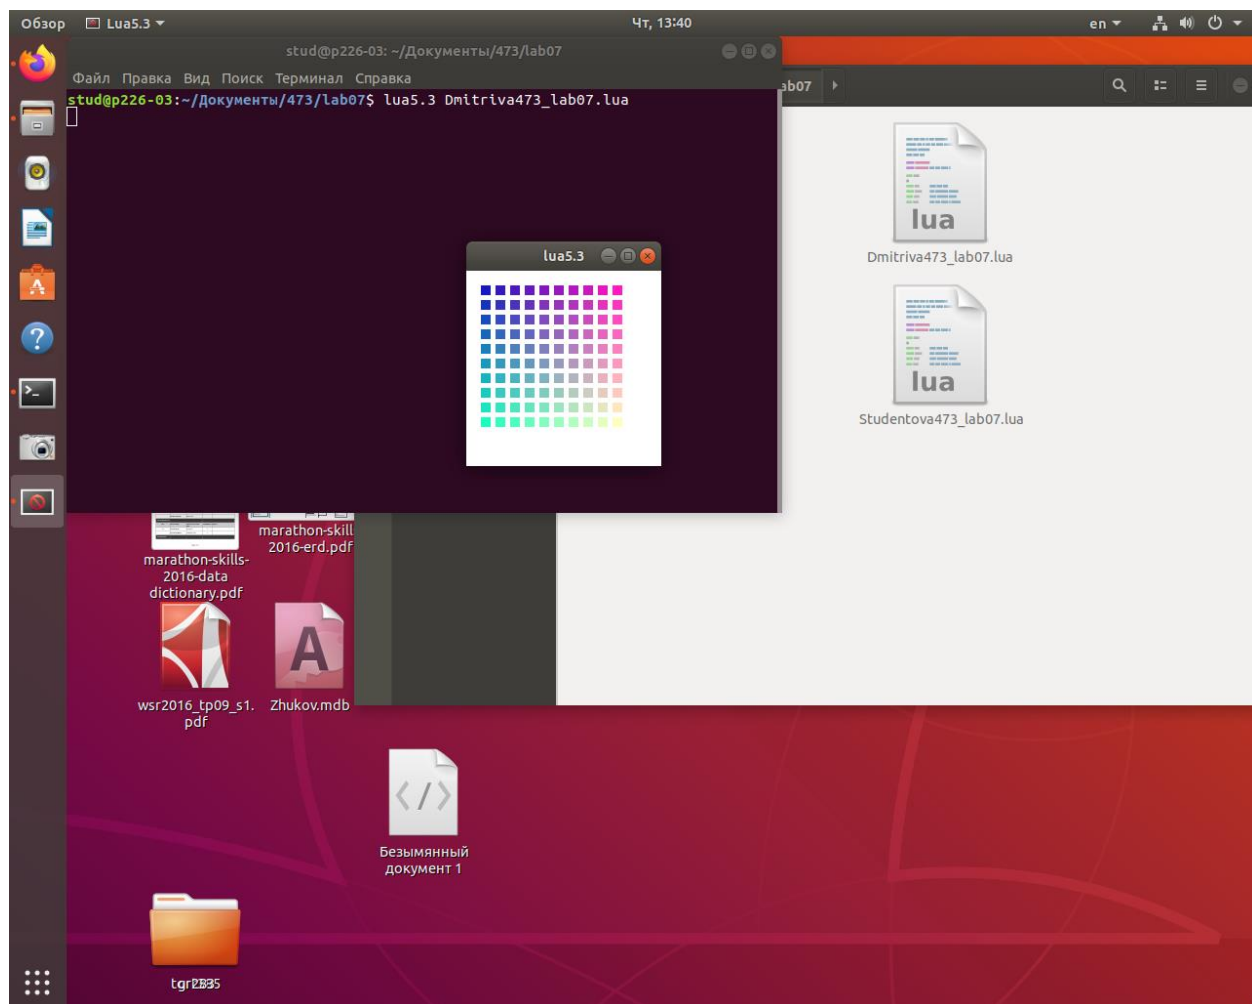 Обзор Lua5.3 Чт, 13:40 en
stud@p226-03: ~/Документы/473/lab07
Файл Правка Вид Поиск Терминал Справка
stud@p226-03:~/Документы/473/lab07$ lua5.3 Dmitriva473_lab07.lua
lua5.3
ab07
lua
Dmitriva473_lab07.lua
lua
Studentova473_lab07.lua
marathon-skills-
2016-data
dictionary.pdf
marathon-skill
2016-erd.pdf
wsr2016_tp09_s1.
pdf
Zhukov.mdb
Безымянный
документ 1